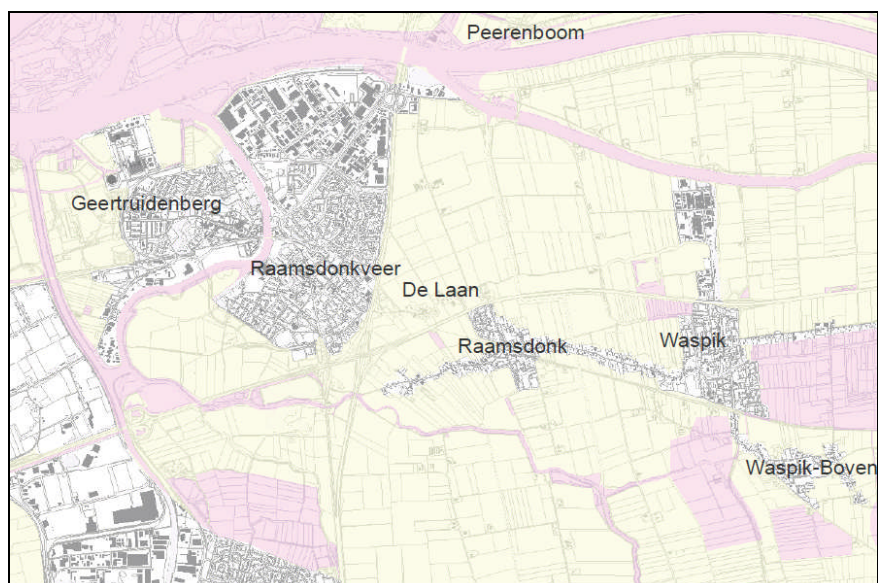 Peerenboom
Geertruidenberg
Raamsdonkveer
De Laan
Raamsdonk
Waspik
Waspik-Boven